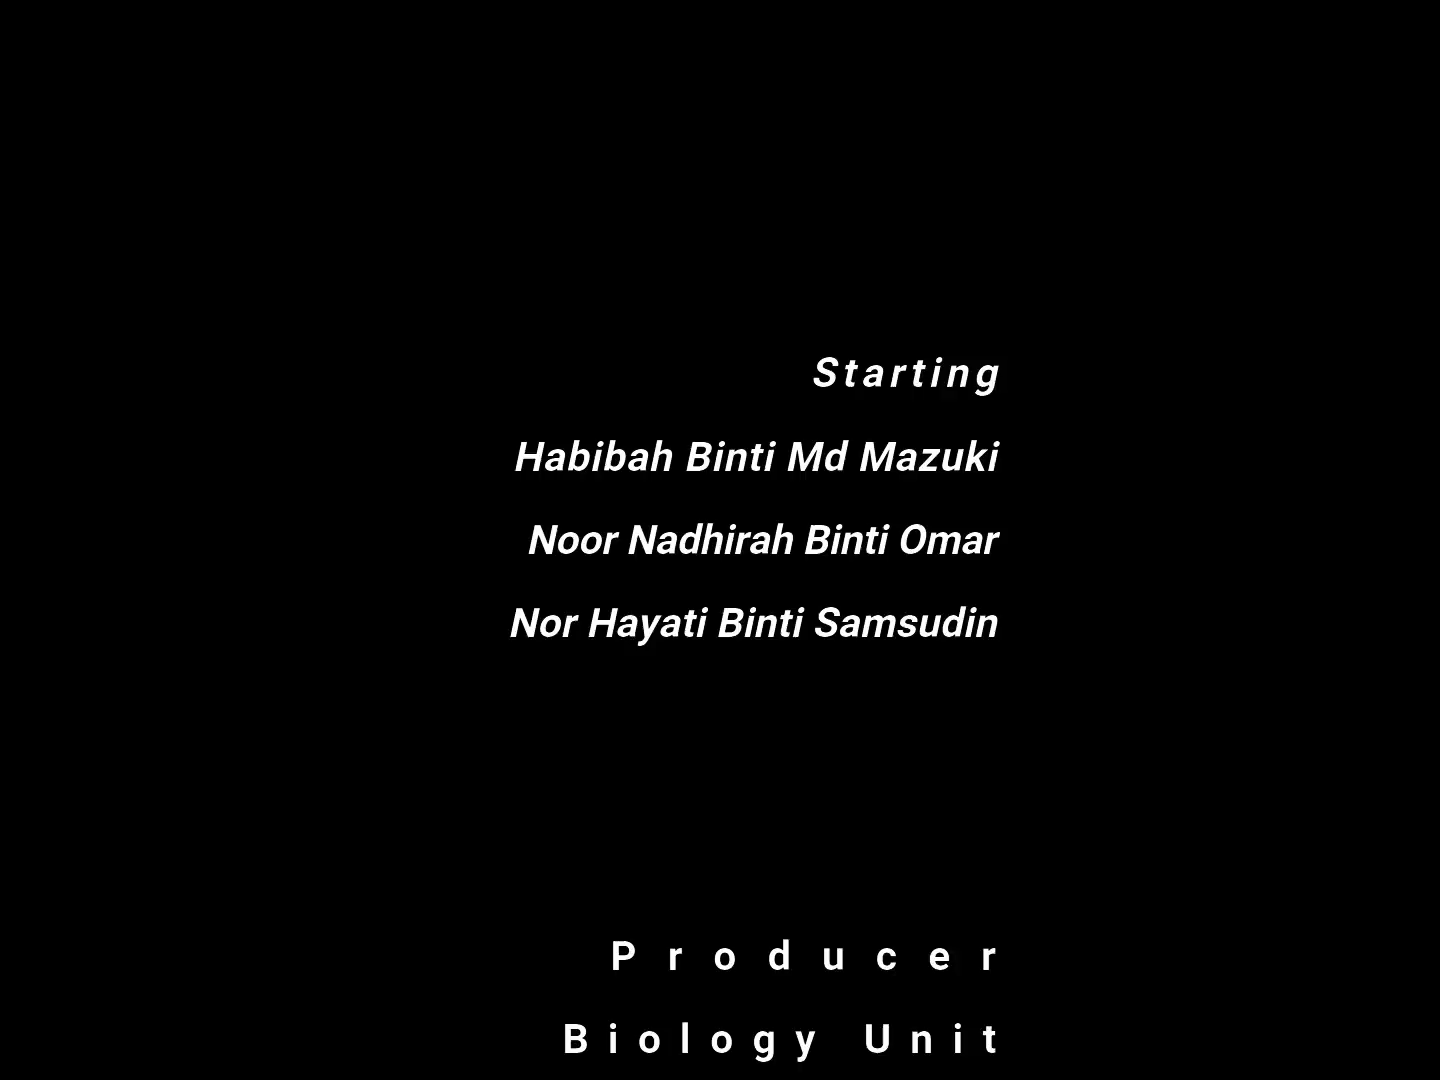 Starting
Habibah Binti Md Mazuki
Noor Nadhirah Binti Omar
Nor Hayati Binti Samsudin
Producer
Biology Unit